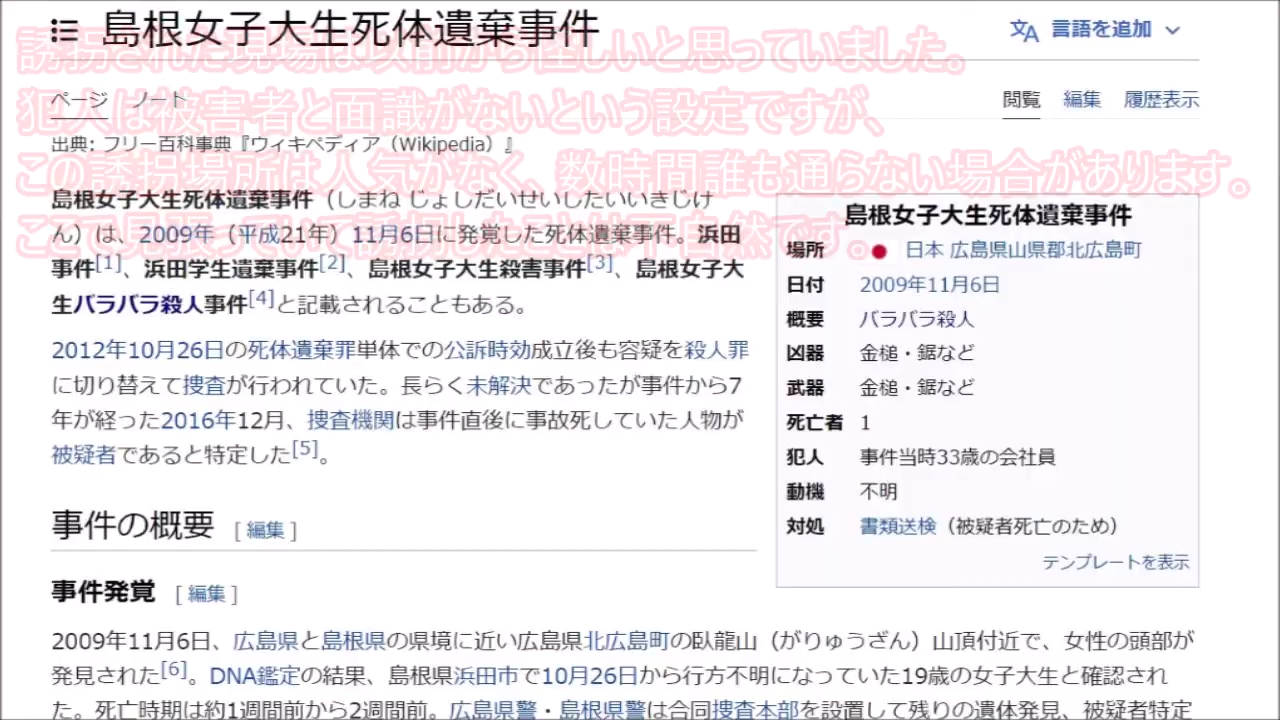 島根女子大生死体遺棄事件
言語を追加
誘拐された現場は以前から怪しいと思っていました。
ページ ノート
閲覧 編集 履歴表示
犯人は被害者と面識がないという設定ですが、
出典: フリー百科事典『ウィキペディア（Wikipedia）』
この誘拐場所は人気がなく、数時間誰も通らない場合があります。
ここで見張っていて誘拐したことは不自然です。
島根女子大生死体遺棄事件（しまね じょしだいせいしたいいきじけ
ん）は、2009年（平成21年）11月6日に発覚した死体遺棄事件。浜田
事件[1]、浜田学生遺棄事件[2]、島根女子大生殺害事件[3]、島根女子大
生バラバラ殺人事件[4]と記載されることもある。
2012年10月26日の死体遺棄罪単体での公訴時効成立後も容疑を殺人罪
に切り替えて捜査が行われていた。長らく未解決であったが事件から7
年が経った2016年12月、捜査機関は事件直後に事故死していた人物が
被疑者であると特定した[5]。
島根女子大生死体遺棄事件
場所 日本 広島県山県郡北広島町
日付 2009年11月6日
概要 バラバラ殺人
凶器 金槌・鋸など
武器 金槌・鋸など
死亡者 1
犯人 事件当時33歳の会社員
動機 不明
対処 書類送検（被疑者死亡のため）
テンプレートを表示
事件の概要 [ 編集 ]
事件発覚 [ 編集 ]
2009年11月6日、広島県と島根県の県境に近い広島県北広島町の臥龍山（がりゅうざん）山頂付近で、女性の頭部が
発見された[6]。DNA鑑定の結果、島根県浜田市で10月26日から行方不明になっていた19歳の女子大生と確認され
た。死亡時期は約1週間前から2週間前。広島県警・島根県警は合同捜査本部を設置して残りの遺体発見、被疑者特定